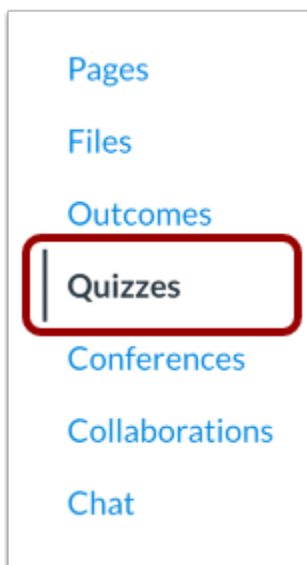 Pages
Files
Outcomes
Quizzes
Conferences
Collaborations
Chat